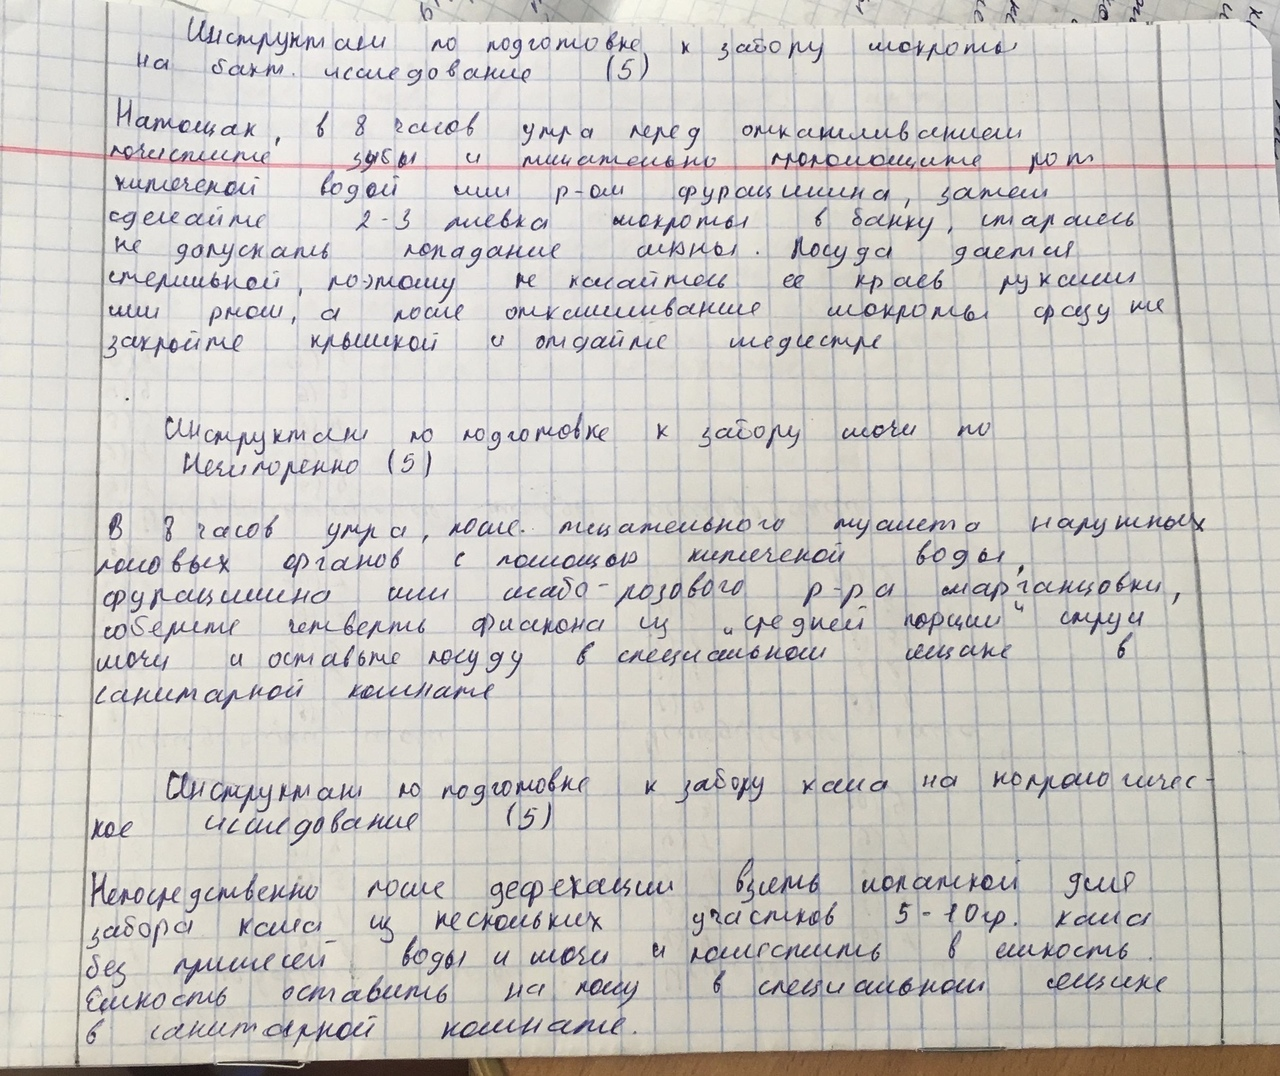 Инструктаж по подготовке к забору мокроты
на бакт. исследование (5)
Натощак, в 8 часов утра перед откашливанием
почистите зубы и тщательно прополощите рот
кипяченой водой или р-ом фурацилина, затем
сделайте 2-3 плевка мокроты в банку, стараясь
не допускать попадание слюны. Посуда дается
стерильной, поэтому не касайтесь ее краев руками
или ртом, а после откашливание мокроты сразу же
закройте крышкой и отдайте медсестре
Инструктаж по подготовке к забору мочи по
Нечипоренко (5)
В 8 часов утра, после тщательного туалета наружных
половых органов с помощью кипяченой воды,
фурацилина или слабо-розового р-ра марганцовки,
соберите четверть флакона из "средней порции" струи
мочи и оставьте посуду в специальном ящике в
санитарной комнате
Инструктаж по подготовке к забору кала на копрологичес-
кое исследование (5)
Непосредственно после дефекации взять лопаткой для
забора кала из нескольких участков 5-10гр. кала
без примесей воды и мочи и поместить в емкость.
Емкость оставить на полу в специальном ящике
в санитарной комнате.